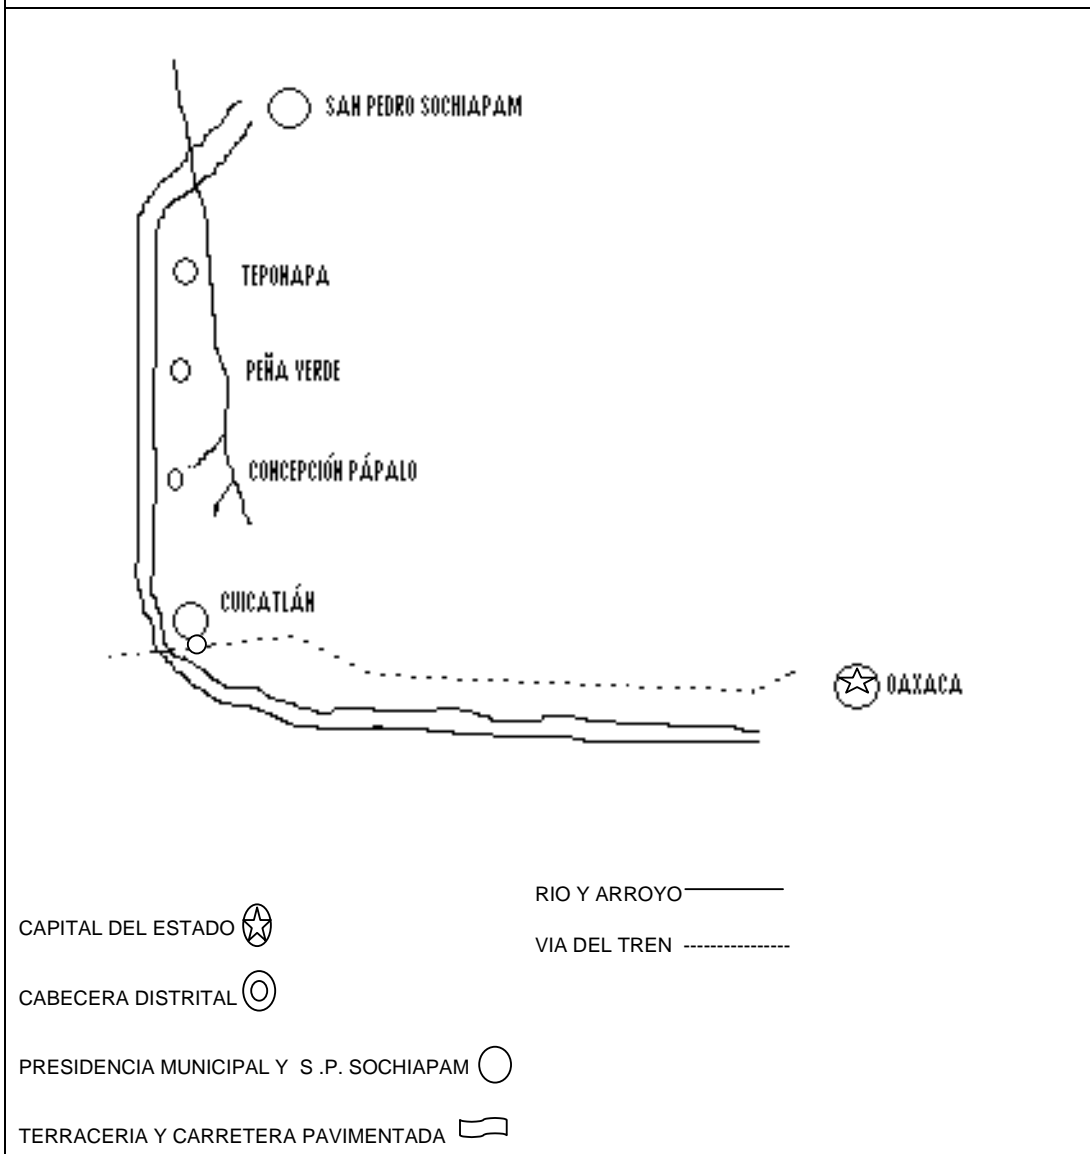 SAN PEDRO SOCHIAPAM
TEPONAPA
PEÑA VERDE
CONCEPCIÓN PÁPALO
CUICATLÁN
OAXACA
RIO Y ARROYO
CAPITAL DEL ESTADO
VIA DEL TREN
CABECERA DISTRITAL
PRESIDENCIA MUNICIPAL Y S .P. SOCHIAPAM
TERRACERIA Y CARRETERA PAVIMENTADA